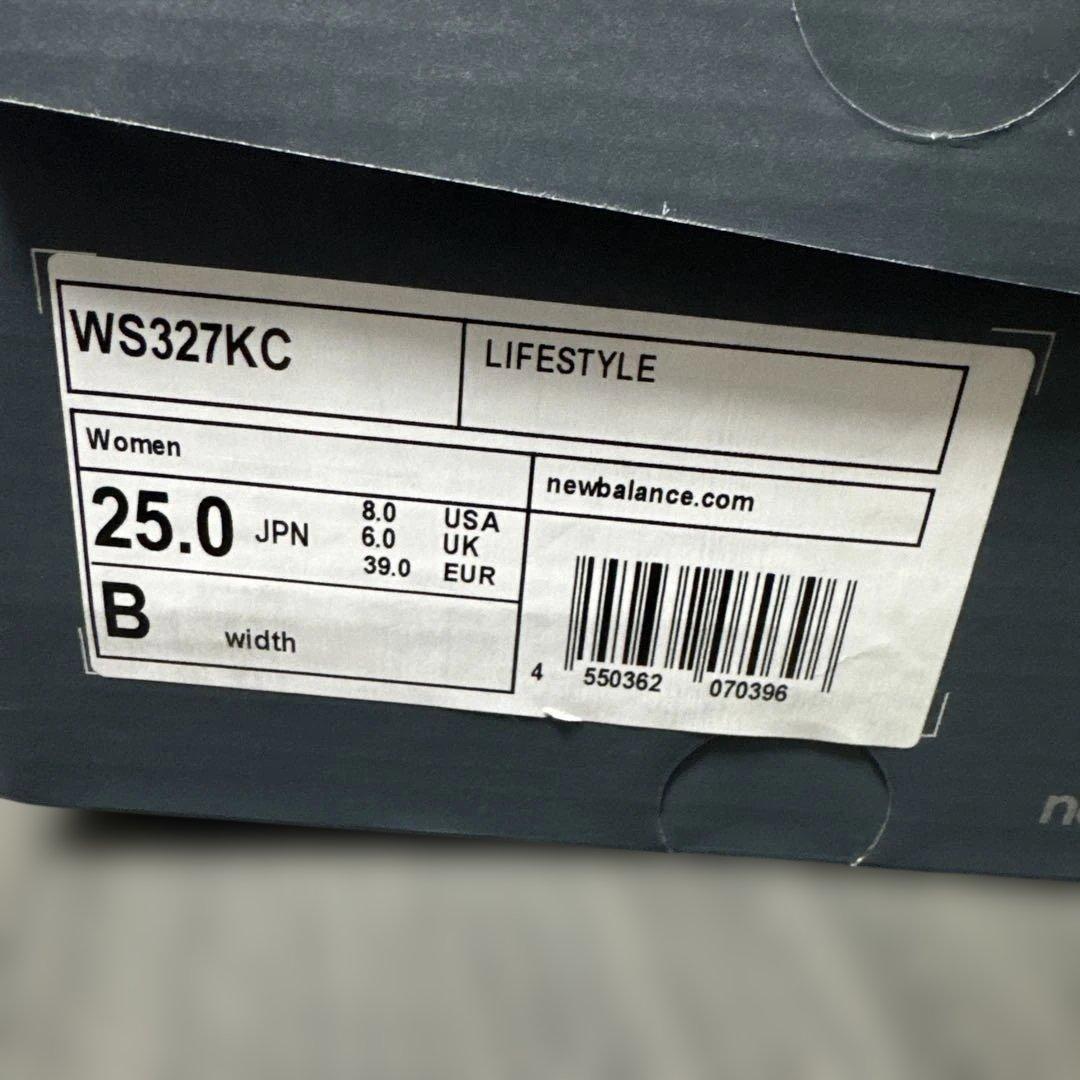 WS327KC
LIFESTYLE
Women
25.0 JPN
8.0 USA
6.0 UK
39.0 EUR
B width
newbalance.com
4 550362 070396